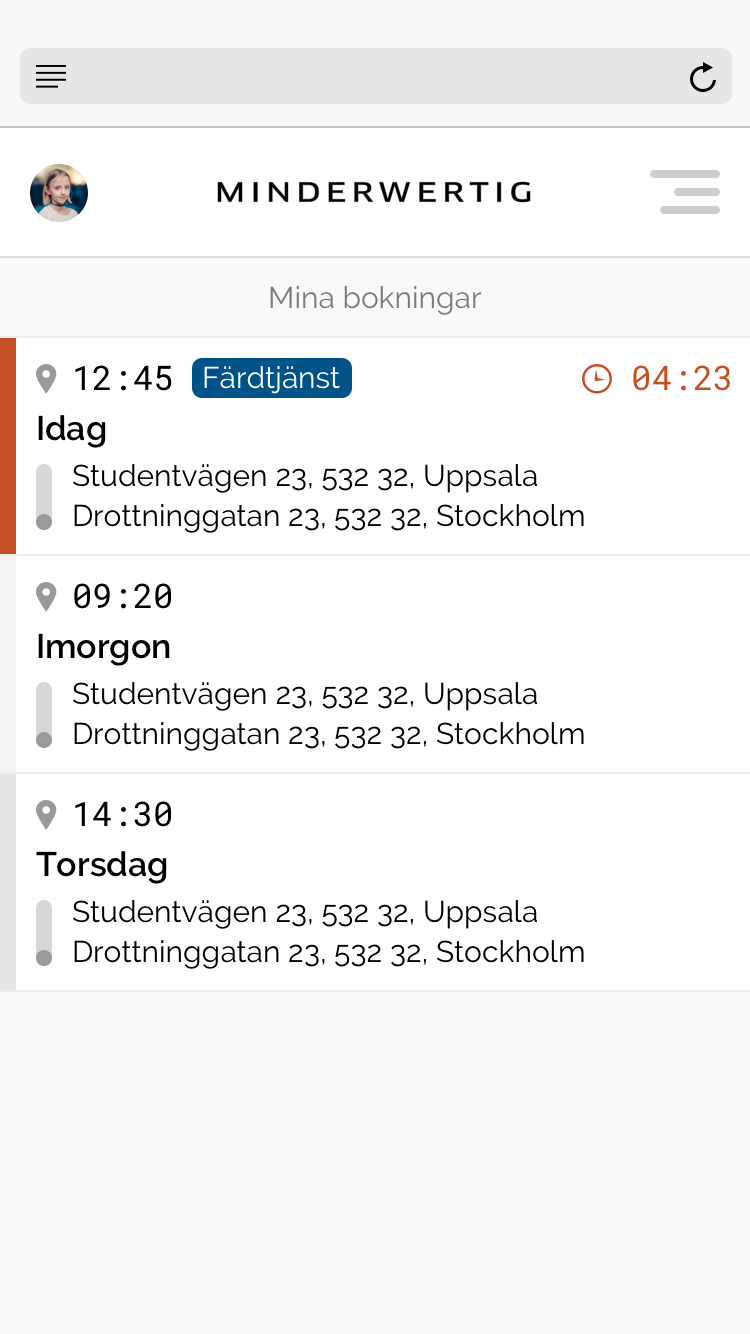 MINDERWERTIG
Mina bokningar
12:45 Färdtjänst 04:23
Idag
Studentvägen 23, 532 32, Uppsala
Drottninggatan 23, 532 32, Stockholm
09:20
Imorgon
Studentvägen 23, 532 32, Uppsala
Drottninggatan 23, 532 32, Stockholm
14:30
Torsdag
Studentvägen 23, 532 32, Uppsala
Drottninggatan 23, 532 32, Stockholm